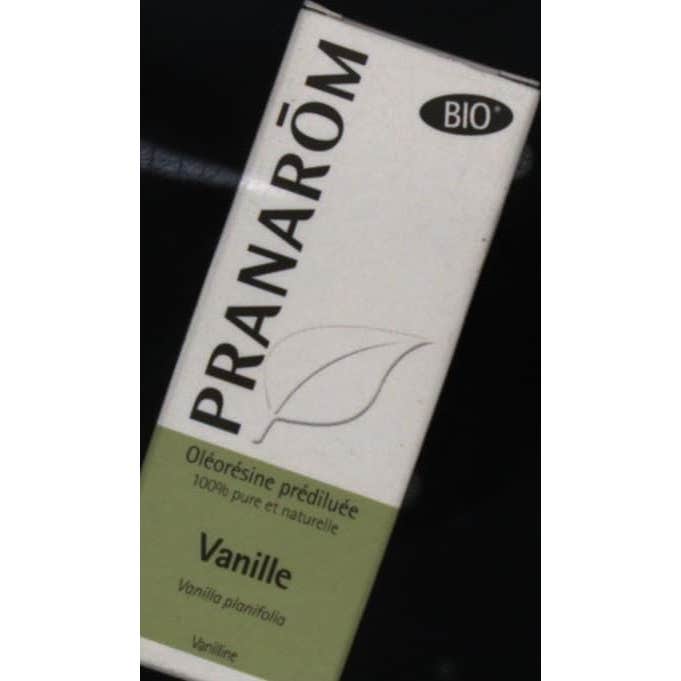 BIO*
PRANARŌM
Oléorésine prédiluée
100% pure et naturelle
Vanille
Vanilla planifolia
Vanilline